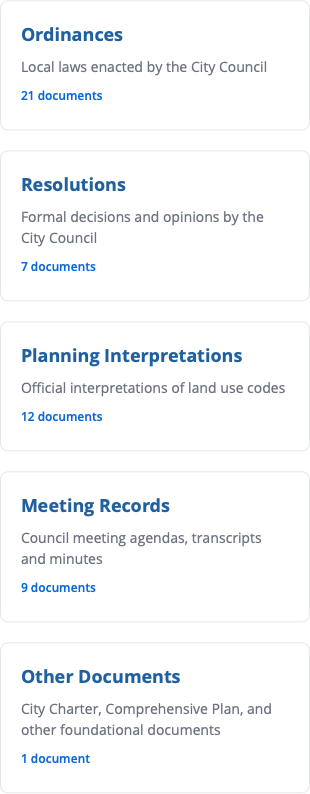 Ordinances
Local laws enacted by the City Council
21 documents
Resolutions
Formal decisions and opinions by the
City Council
7 documents
Planning Interpretations
Official interpretations of land use codes
12 documents
Meeting Records
Council meeting agendas, transcripts
and minutes
9 documents
Other Documents
City Charter, Comprehensive Plan, and
other foundational documents
1 document